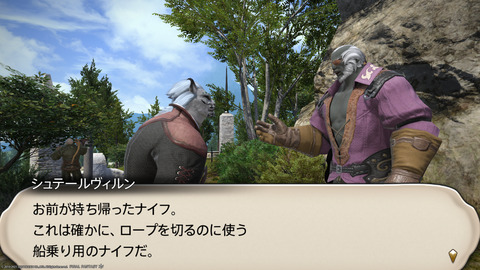 シュテールヴィルン
お前が持ち帰ったナイフ。
これは確かに、ロープを切るのに使う
船乗り用のナイフだ。